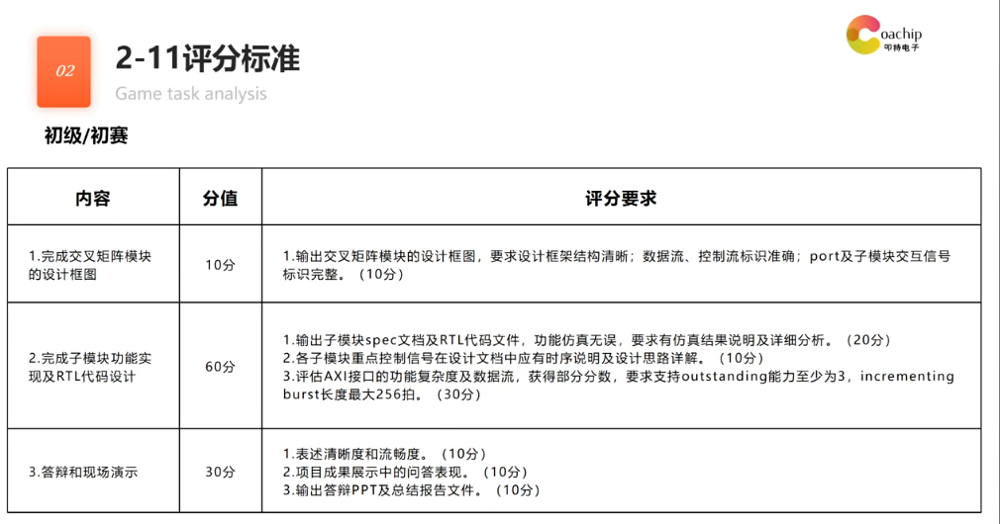 02
2-11评分标准
Game task analysis
Coachip
叩持电子
初级/初赛
内容
分值
评分要求
1.完成交叉矩阵模块
的设计框图
10分
1.输出交叉矩阵模块的设计框图，要求设计框架结构清晰；数据流、控制流标识准确；port及子模块交互信号
标识完整。（10分）
2.完成子模块功能实
现及RTL代码设计
60分
1.输出子模块spec文档及RTL代码文件，功能仿真无误，要求有仿真结果说明及详细分析。（20分）
2.各子模块重点控制信号在设计文档中应有时序说明及设计思路详解。（10分）
3.评估AXI接口的功能复杂度及数据流，获得部分分数，要求支持outstanding能力至少为3，incrementing
burst长度最大256拍。（30分）
3.答辩和现场演示
30分
1.表述清晰度和流畅度。（10分）
2.项目成果展示中的问答表现。（10分）
3.输出答辩PPT及总结报告文件。（10分）